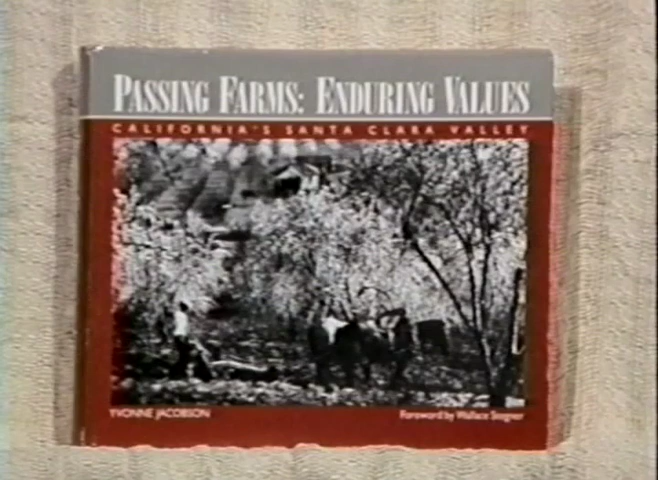 PASSING FARMS: ENDURING VALUES
CALIFORNIA'S SANTA CLARA VALLEY
YVONNE JACOBSON
Foreword by Wallace Stegner